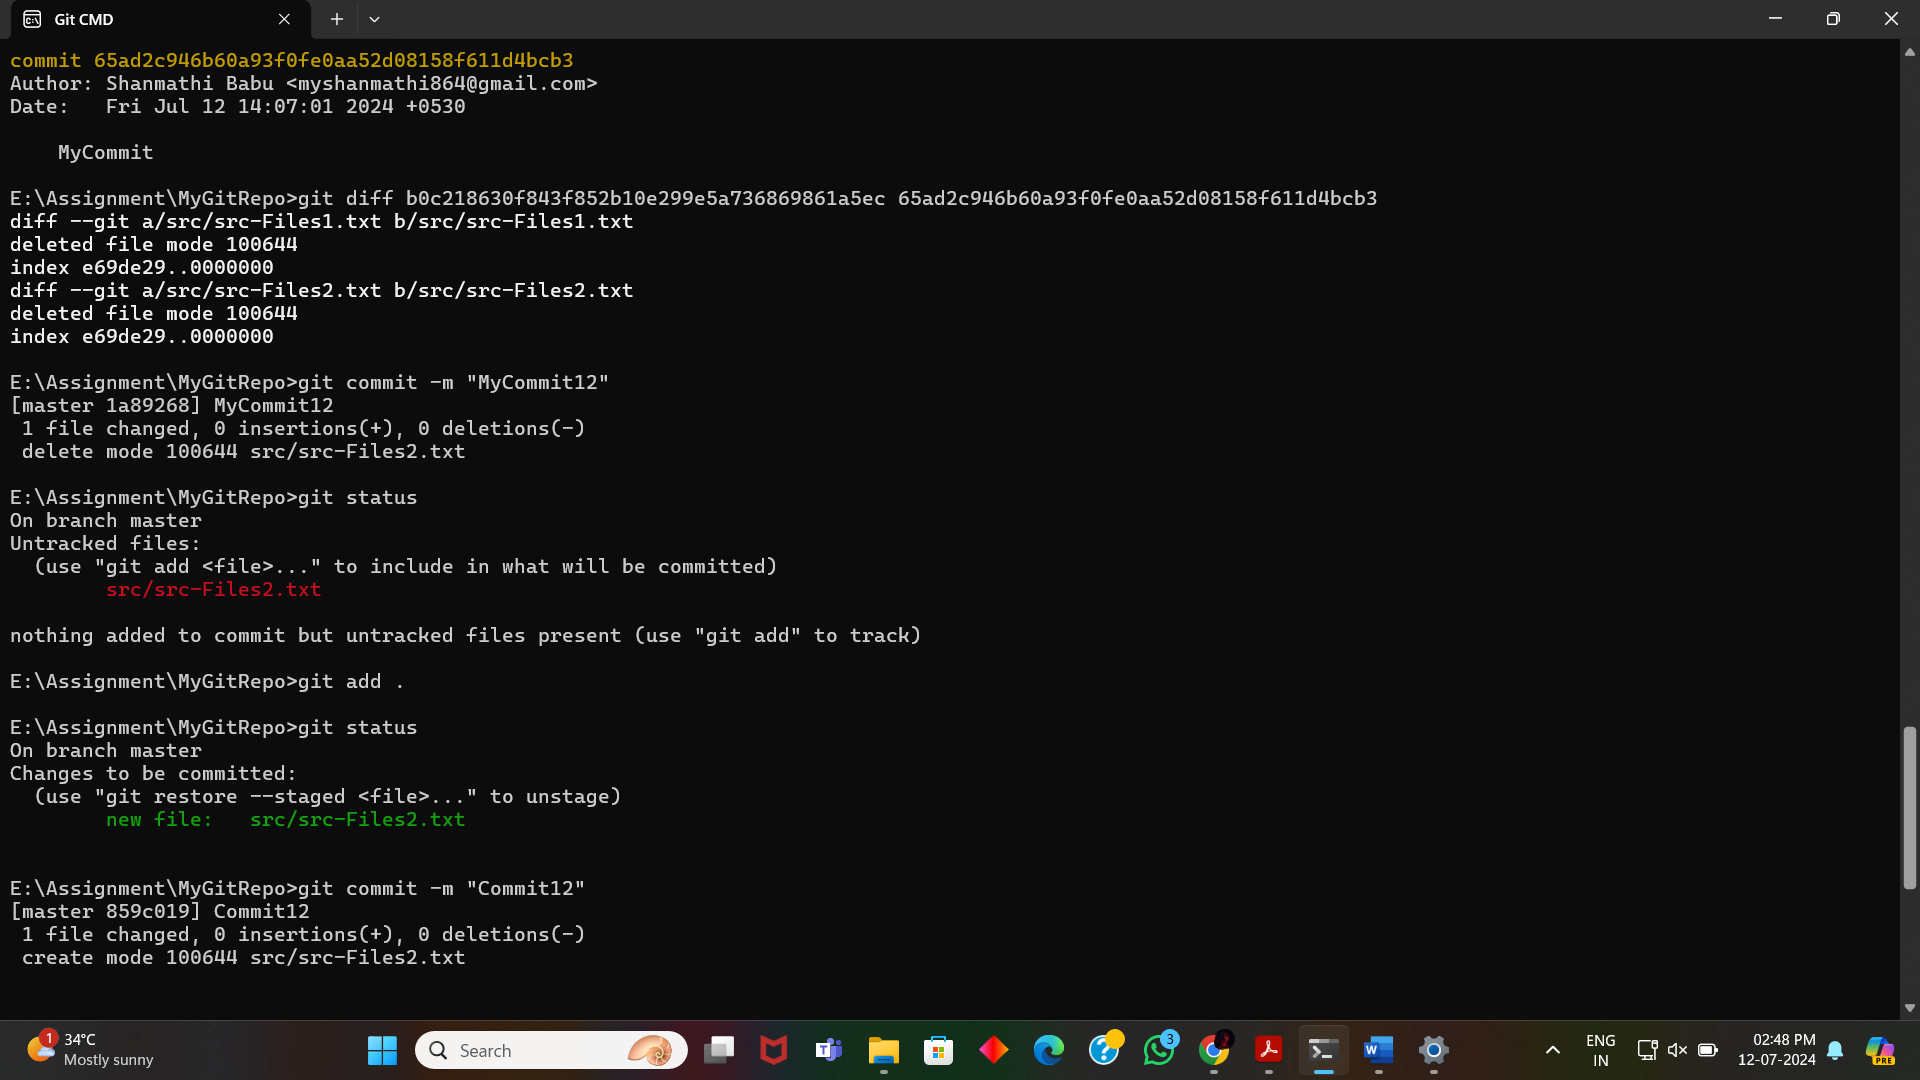 Git CMD
commit 65ad2c946b60a93f0fe0aa52d08158f611d4bcb3
Author: Shanmathi Babu <myshanmathi864@gmail.com>
Date:   Fri Jul 12 14:07:01 2024 +0530
    MyCommit
E:\Assignment\MyGitRepo>git diff b0c218630f843f852b10e299e5a736869861a5ec 65ad2c946b60a93f0fe0aa52d08158f611d4bcb3
diff --git a/src/src-Files1.txt b/src/src-Files1.txt
deleted file mode 100644
index e69de29..0000000
diff --git a/src/src-Files2.txt b/src/src-Files2.txt
deleted file mode 100644
index e69de29..0000000
E:\Assignment\MyGitRepo>git commit -m "MyCommit12"
[master 1a89268] MyCommit12
 1 file changed, 0 insertions(+), 0 deletions(-)
 delete mode 100644 src/src-Files2.txt
E:\Assignment\MyGitRepo>git status
On branch master
Untracked files:
  (use "git add <file>..." to include in what will be committed)
        src/src-Files2.txt
nothing added to commit but untracked files present (use "git add" to track)
E:\Assignment\MyGitRepo>git add .
E:\Assignment\MyGitRepo>git status
On branch master
Changes to be committed:
  (use "git restore --staged <file>..." to unstage)
        new file:   src/src-Files2.txt
E:\Assignment\MyGitRepo>git commit -m "Commit12"
[master 859c019] Commit12
 1 file changed, 0 insertions(+), 0 deletions(-)
 create mode 100644 src/src-Files2.txt
1
34°C
Mostly sunny
Search
T
3
W
ENG
IN
02:48 PM
12-07-2024
PRE